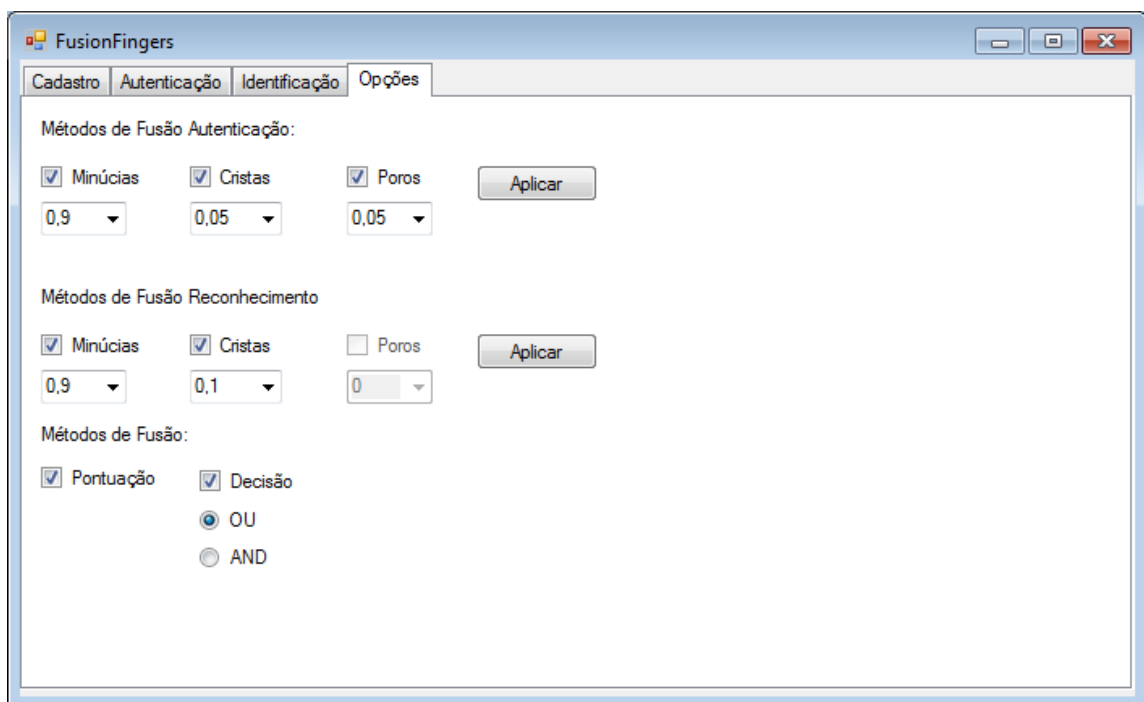 FusionFingers
Cadastro Autenticação Identificação Opções
Métodos de Fusão Autenticação:
Minúcias Cristas Poros Aplicar
0,9 0,05 0,05
Métodos de Fusão Reconhecimento
Minúcias Cristas Poros Aplicar
0,9 0,1 0
Métodos de Fusão:
Pontuação Decisão
OU
AND